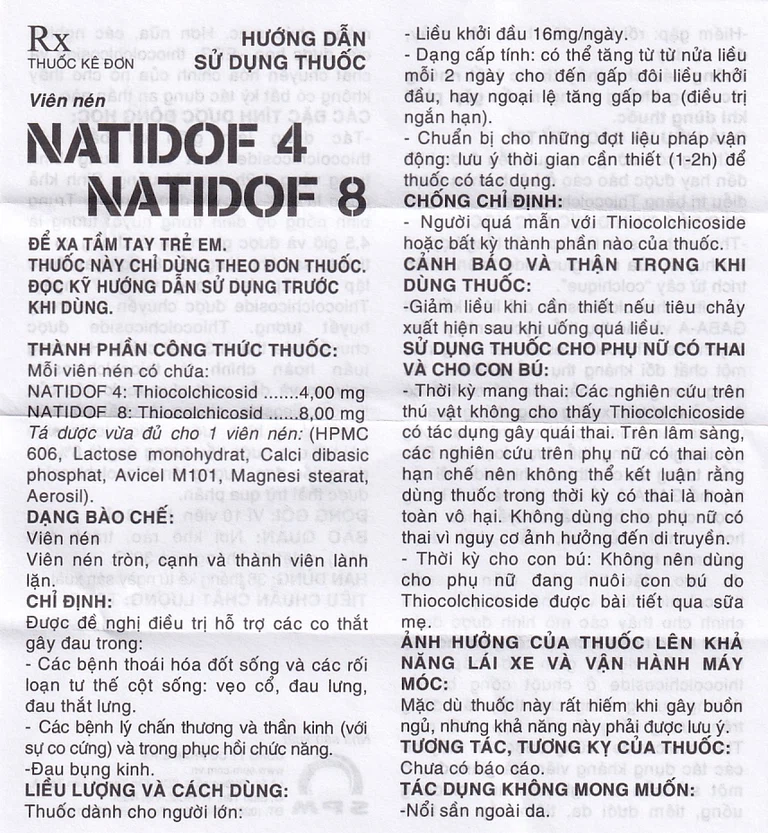 Rx
THUỐC KÊ ĐƠN
HƯỚNG DẪN
SỬ DỤNG THUỐC
Viên nén
NATIDOF 4
NATIDOF 8
ĐỂ XA TẦM TAY TRẺ EM.
THUỐC NÀY CHỈ DÙNG THEO ĐƠN THUỐC.
ĐỌC KỸ HƯỚNG DẪN SỬ DỤNG TRƯỚC
KHI DÙNG.
THÀNH PHẦN CÔNG THỨC THUỐC:
Mỗi viên nén có chứa:
NATIDOF 4: Thiocolchicosid .......4,00 mg
NATIDOF 8: Thiocolchicosid ......8,00 mg
Tá dược vừa đủ cho 1 viên nén: (HPMC
606, Lactose monohydrat, Calci dibasic
phosphat, Avicel M101, Magnesi stearat,
Aerosil).
DẠNG BÀO CHẾ:
Viên nén
Viên nén tròn, cạnh và thành viên lành
lặn.
CHỈ ĐỊNH:
Được đề nghị điều trị hỗ trợ các co thắt
gây đau trong:
- Các bệnh thoái hóa đốt sống và các rối
loạn tư thế cột sống: vẹo cổ, đau lưng,
đau thắt lưng.
- Các bệnh lý chấn thương và thần kinh (với
sự co cứng) và trong phục hồi chức năng.
-Đau bụng kinh.
LIỀU LƯỢNG VÀ CÁCH DÙNG:
Thuốc dành cho người lớn:
- Liều khởi đầu 16mg/ngày.
- Dạng cấp tính: có thể tăng từ từ nửa liều
mỗi 2 ngày cho đến gấp đôi liều khởi
đầu, hay ngoại lệ tăng gấp ba (điều trị
ngắn hạn).
- Chuẩn bị cho những đợt liệu pháp vận
động: lưu ý thời gian cần thiết (1-2h) để
thuốc có tác dụng.
CHỐNG CHỈ ĐỊNH:
- Người quá mẫn với Thiocolchicoside
hoặc bất kỳ thành phần nào của thuốc.
CẢNH BÁO VÀ THẬN TRỌNG KHI
DÙNG THUỐC:
-Giảm liều khi cần thiết nếu tiêu chảy
xuất hiện sau khi uống quá liều.
SỬ DỤNG THUỐC CHO PHỤ NỮ CÓ THAI
VÀ CHO CON BÚ:
- Thời kỳ mang thai: Các nghiên cứu trên
thú vật không cho thấy Thiocolchicoside
có tác dụng gây quái thai. Trên lâm sàng,
các nghiên cứu trên phụ nữ có thai còn
hạn chế nên không thể kết luận rằng
dùng thuốc trong thời kỳ có thai là hoàn
toàn vô hại. Không dùng cho phụ nữ có
thai vì nguy cơ ảnh hưởng đến di truyền.
- Thời kỳ cho con bú: Không nên dùng
cho phụ nữ đang nuôi con bú do
Thiocolchicoside được bài tiết qua sữa
mẹ.
ẢNH HƯỞNG CỦA THUỐC LÊN KHẢ
NĂNG LÁI XE VÀ VẬN HÀNH MÁY
MÓC:
Mặc dù thuốc này rất hiếm khi gây buồn
ngủ, nhưng khả năng này phải được lưu ý.
TƯƠNG TÁC, TƯƠNG KỴ CỦA THUỐC:
Chưa có báo cáo.
TÁC DỤNG KHÔNG MONG MUỐN:
-Nổi sẩn ngoài da.